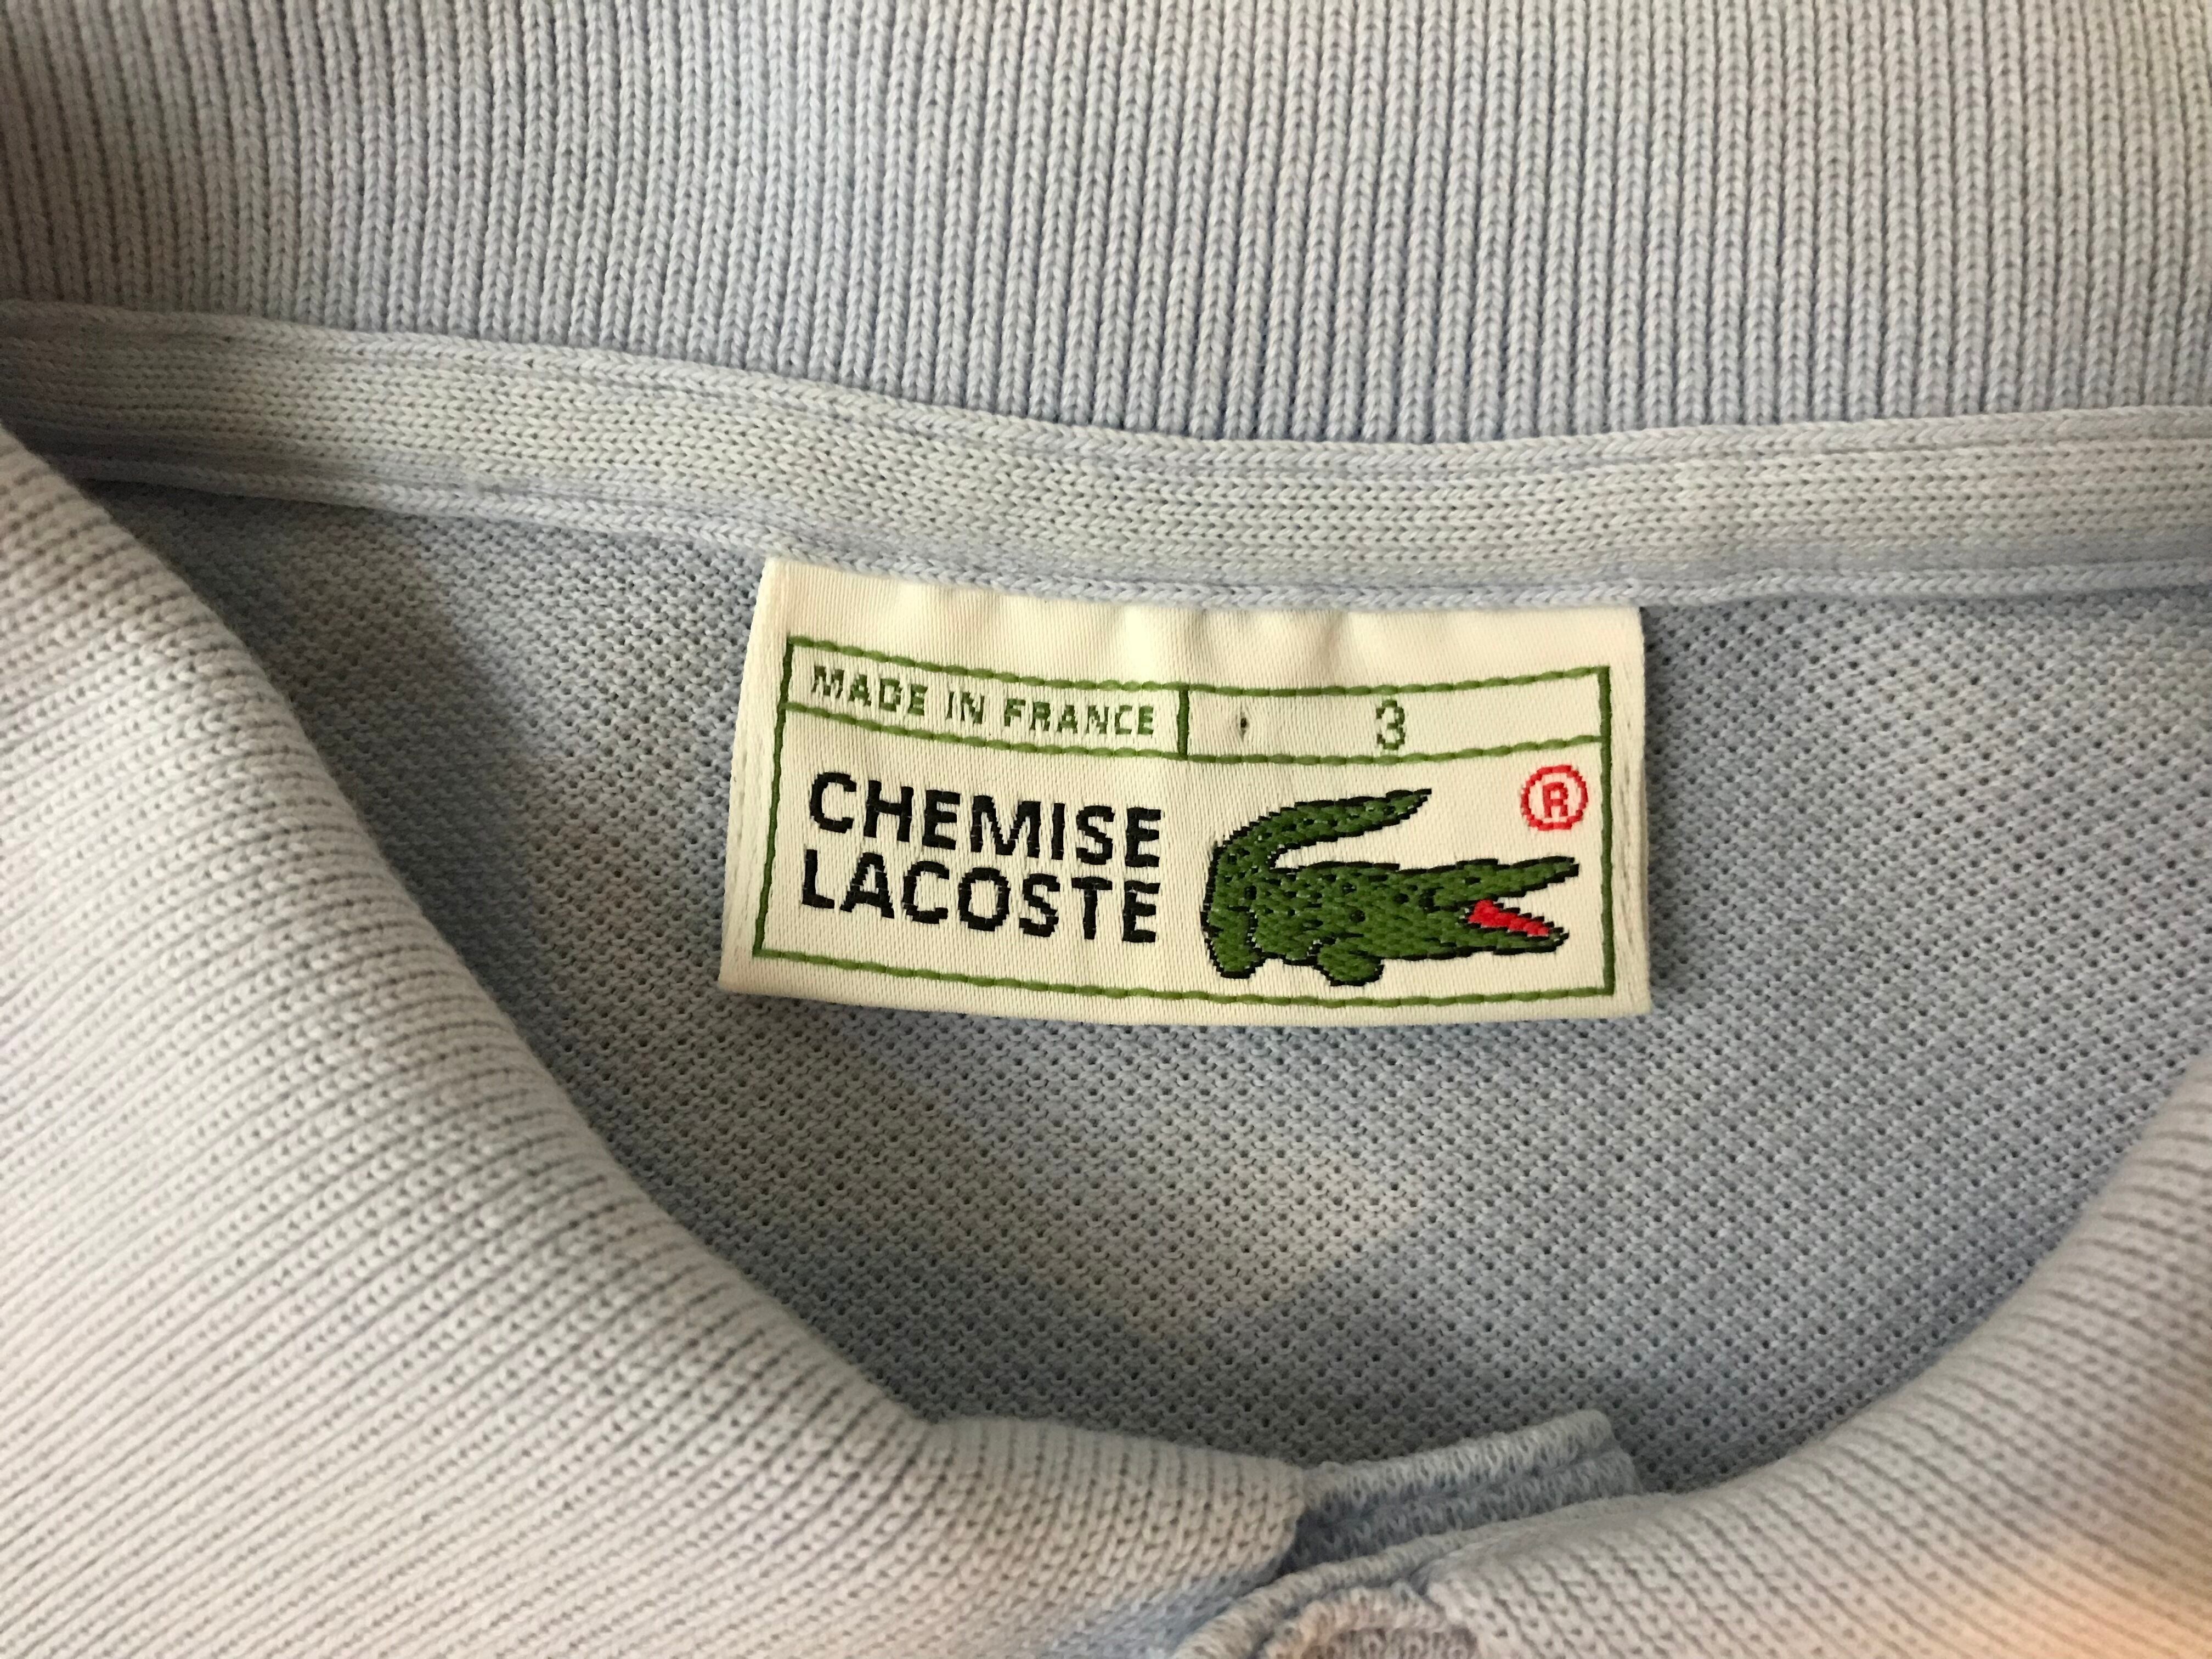 MADE IN FRANCE 3
CHEMISE
LACOSTE
®